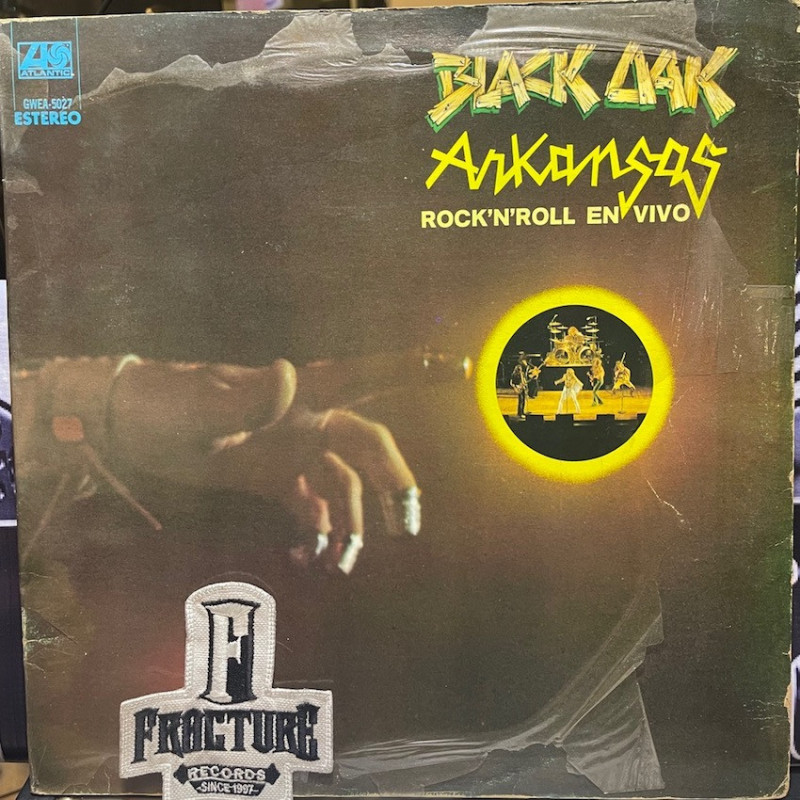 ATLANTIC
GWEA-5027
ESTEREO
BLACK OAK
Arkansas
ROCK'N'ROLL EN VIVO
F
FRACTURE
RECORDS
-SINCE 1997-